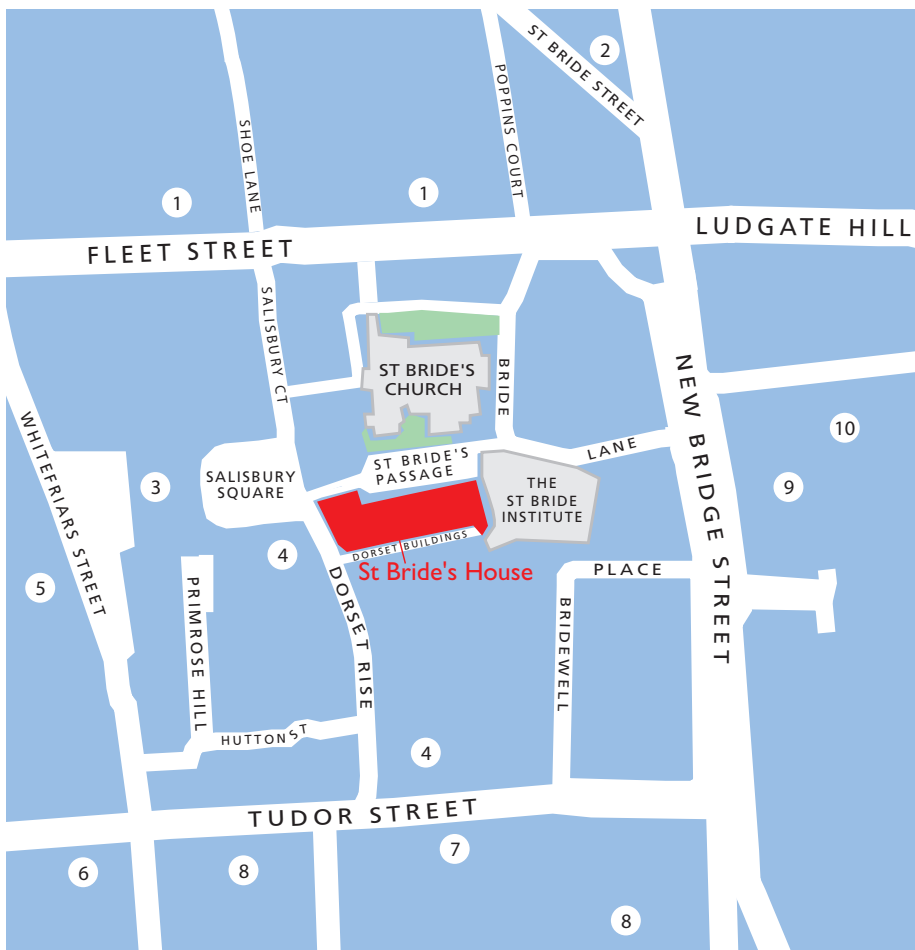 ST BRIDE STREET
2
POPPINS COURT
SHOE LANE
1
1
LUDGATE HILL
FLEET STREET
SALISBURY CT
ST BRIDE'S
CHURCH
BRIDE
LANE
NEW BRIDGE STREET
WHITEFRIARS STREET
10
ST BRIDE'S
PASSAGE
SALISBURY
SQUARE
3
THE
ST BRIDE
INSTITUTE
9
4
DORSET BUILDINGS
St Bride's House
5
PLACE
BRIDEWELL
PRIMROSE HILL
DORSET RISE
HUTTON ST
4
TUDOR STREET
7
6
8
8